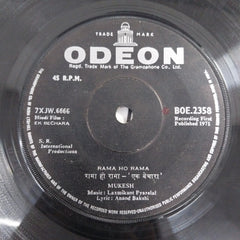 TRADE MARK
ODEON
Regd. Trade Mark of The Gramophone Co. Ltd.
45 R.P.M.
7XJW.6666
BOE.2358
Hindi Film :
EK BECHARA
Recording First
Published 1971
S. R.
International
Productions
RAMA HO RAMA
रामा हो रामा - 'एक बेचारा'
MUKESH
Music: Laxmikant Pyarelal
Lyric: Anand Bakshi